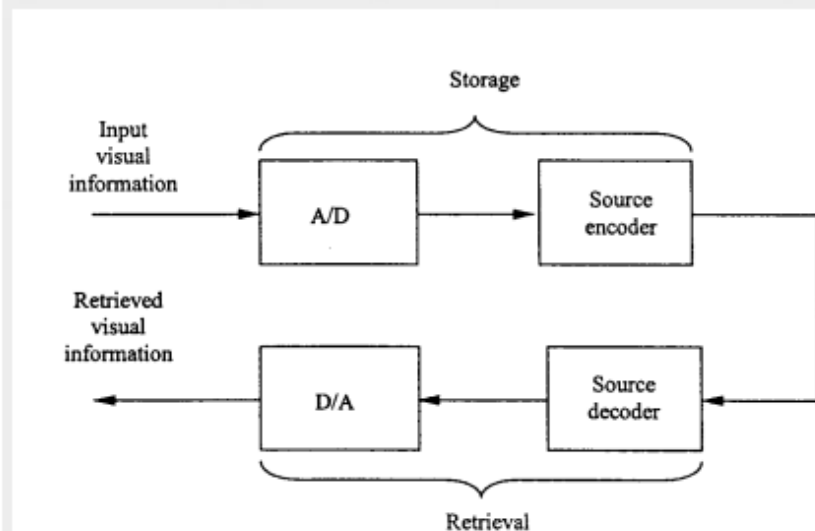 Storage
Input
visual
information
A/D
Source
encoder
Retrieved
visual
information
D/A
Source
decoder
Retrieval